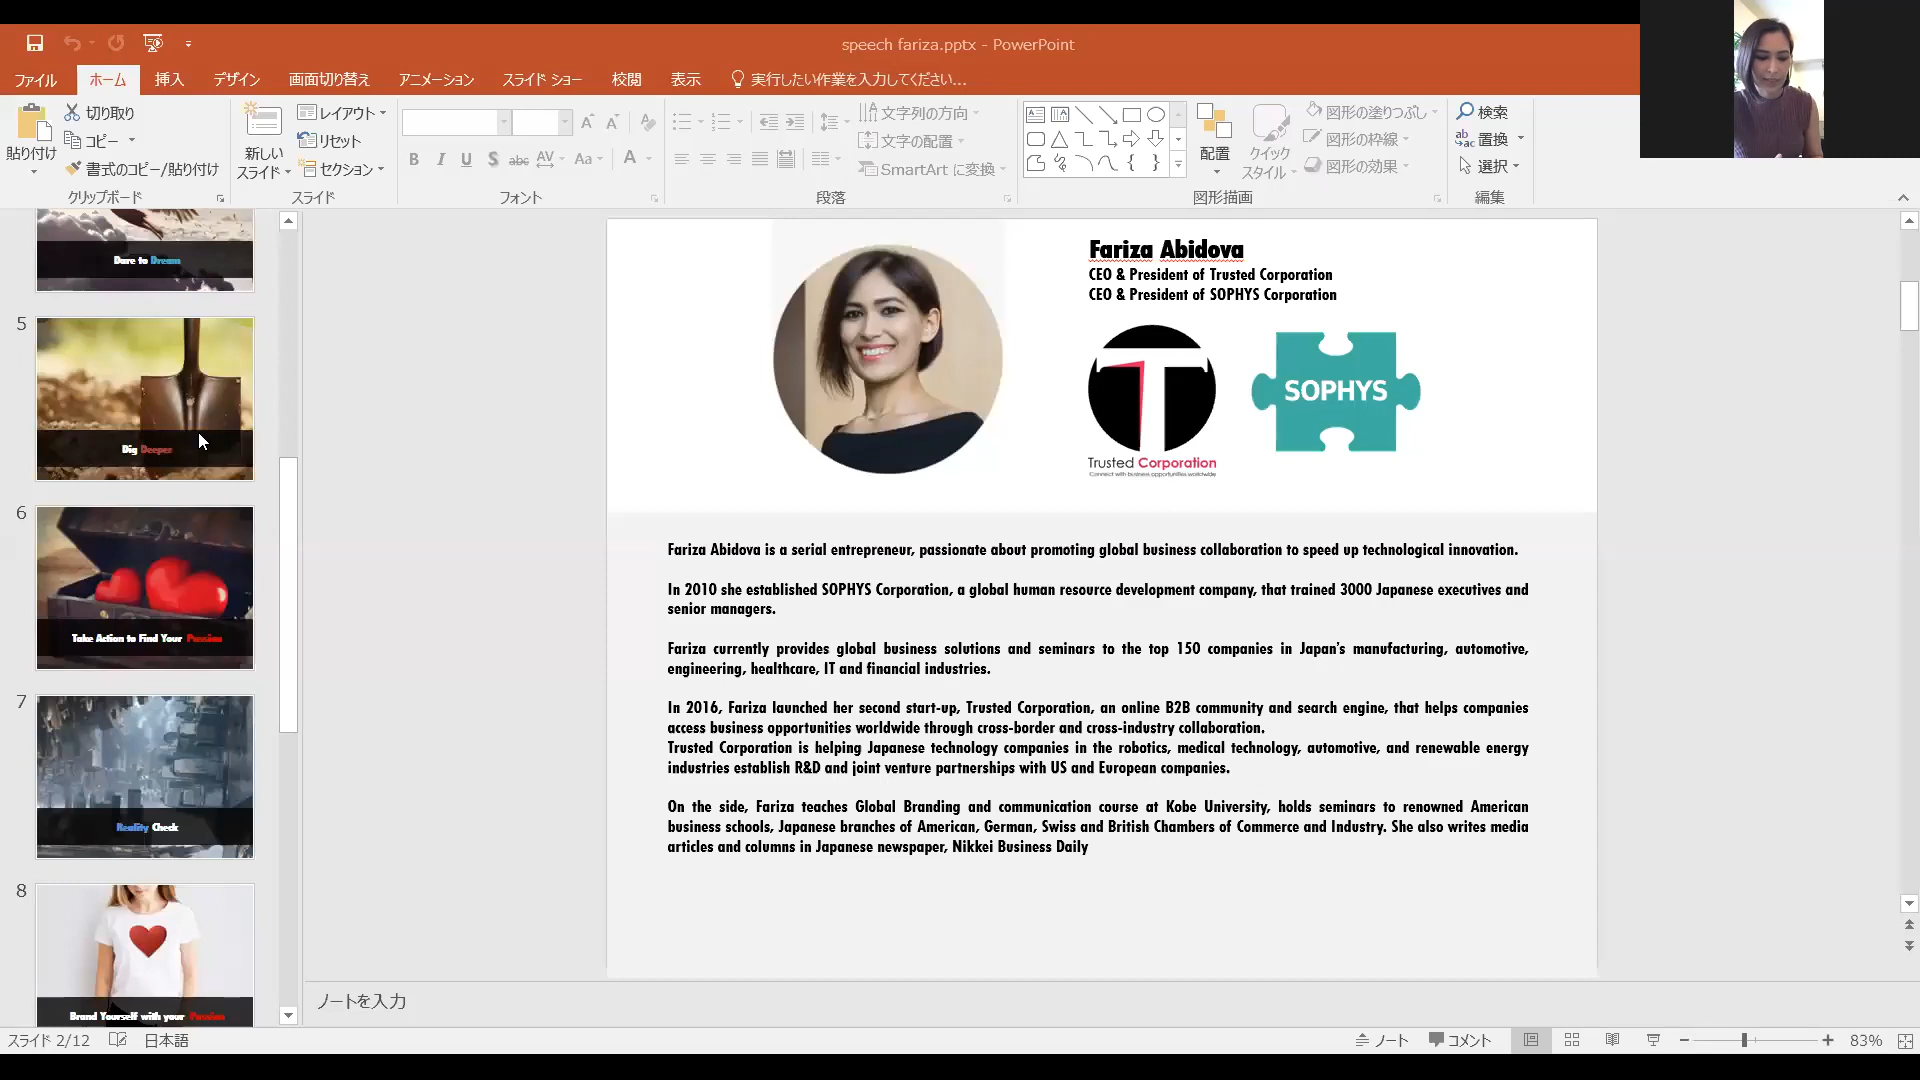 speech fariza.pptx - PowerPoint
ファイル ホーム 挿入 デザイン 画面切り替え アニメーション スライド ショー 校閲 表示 実行したい作業を入力してください...
貼り付け
切り取り
コピー
書式のコピー/貼り付け
クリップボード
新しい
スライド
レイアウト
リセット
セクション
スライド
B I U S abc AV Aa A
フォント
文字列の方向
文字の配置
SmartArt に変換
段落
配置
クイック
スタイル
図形の塗りつぶし
図形の枠線
図形の効果
図形描画
検索
置換
選択
編集
Dare to Dream
5
Dig Deeper
6
Take Action to Find Your Passion
7
Reality Check
8
Brand Yourself with your Passion
Fariza Abidova
CEO & President of Trusted Corporation
CEO & President of SOPHYS Corporation
T
Trusted Corporation
Connect with business opportunities worldwide
SOPHYS
Fariza Abidova is a serial entrepreneur, passionate about promoting global business collaboration to speed up technological innovation.
In 2010 she established SOPHYS Corporation, a global human resource development company, that trained 3000 Japanese executives and
senior managers.
Fariza currently provides global business solutions and seminars to the top 150 companies in Japan's manufacturing, automotive,
engineering, healthcare, IT and financial industries.
In 2016, Fariza launched her second start-up, Trusted Corporation, an online B2B community and search engine, that helps companies
access business opportunities worldwide through cross-border and cross-industry collaboration.
Trusted Corporation is helping Japanese technology companies in the robotics, medical technology, automotive, and renewable energy
industries establish R&D and joint venture partnerships with US and European companies.
On the side, Fariza teaches Global Branding and communication course at Kobe University, holds seminars to renowned American
business schools, Japanese branches of American, German, Swiss and British Chambers of Commerce and Industry. She also writes media
articles and columns in Japanese newspaper, Nikkei Business Daily
ノートを入力
スライド 2/12 日本語 ノート コメント 83%